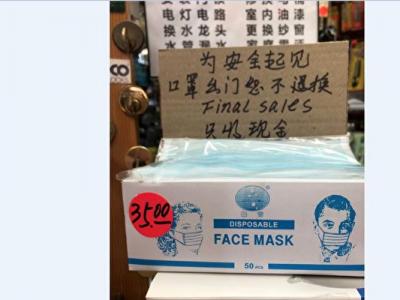 电灯电路 室内油漆
换水龙头 更换纱窗
为安全起见
口罩出门恕不退换
Final sales
只收现金
35.00
DISPOSABLE
FACE MASK
50 PCS